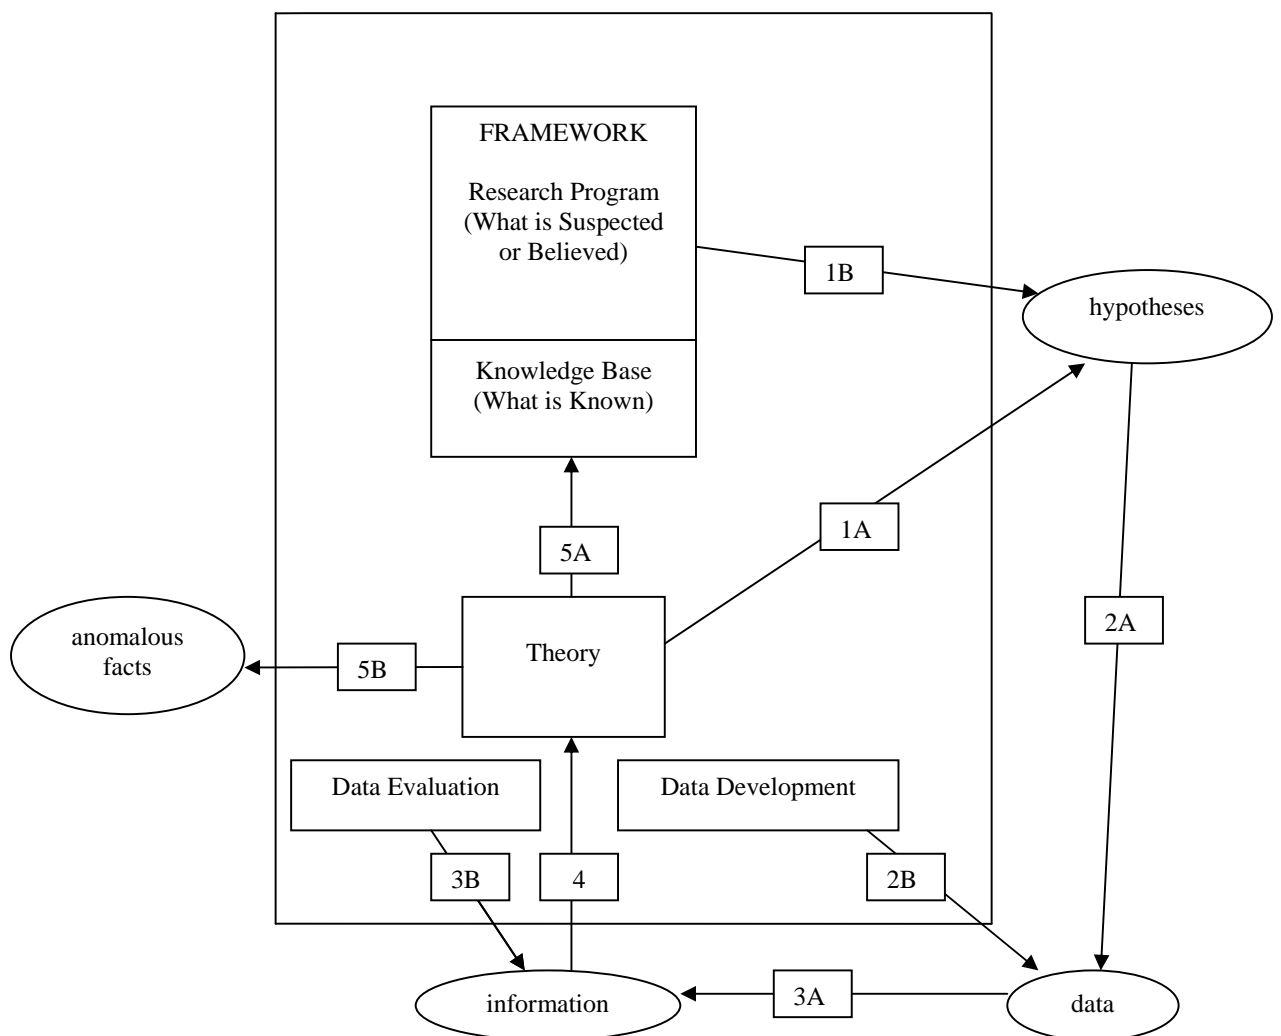 FRAMEWORK
Research Program
(What is Suspected
or Believed)
1B
hypotheses
Knowledge Base
(What is Known)
1A
5A
2A
anomalous
facts
5B
Theory
Data Evaluation
Data Development
3B
4
2B
information
3A
data